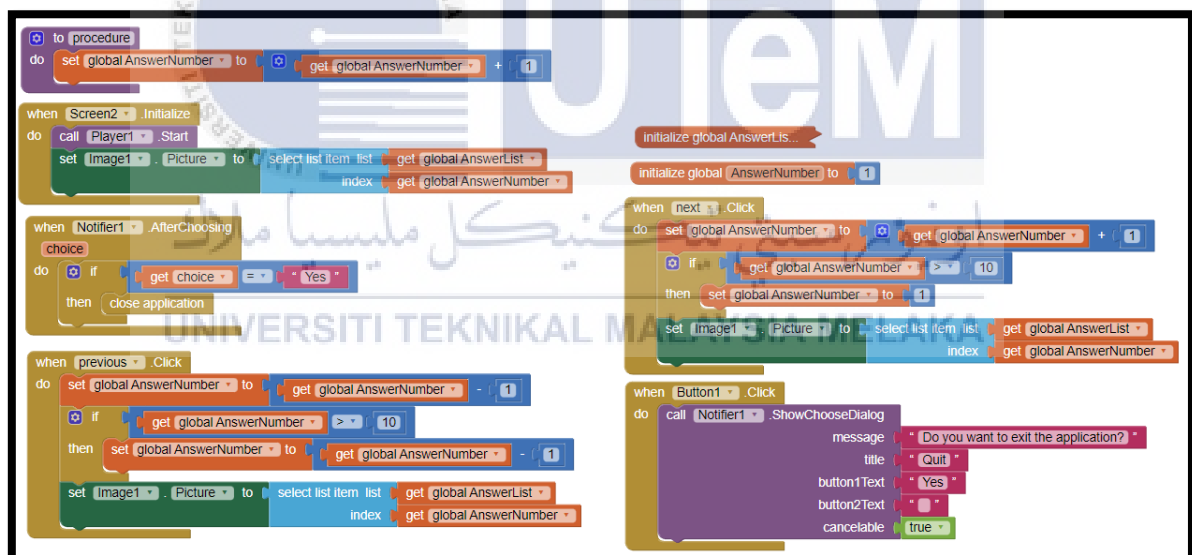 UTeM
to procedure
do set global AnswerNumber to get global AnswerNumber + 1
when Screen2 .Initialize
do call Player1 .Start
set Image1 . Picture to select list item list get global AnswerList
index get global AnswerNumber
when Notifier1 .AfterChoosing
choice
do if get choice = " Yes "
then close application
when previous .Click
do set global AnswerNumber to get global AnswerNumber - 1
if get global AnswerNumber > 10
then set global AnswerNumber to get global AnswerNumber - 1
set Image1 . Picture to select list item list get global AnswerList
index get global AnswerNumber
initialize global AnswerLis...
initialize global AnswerNumber to 1
when next .Click
do set global AnswerNumber to get global AnswerNumber + 1
if get global AnswerNumber > 10
then set global AnswerNumber to 1
set Image1 . Picture to select list item list get global AnswerList
index get global AnswerNumber
when Button1 .Click
do call Notifier1 .ShowChooseDialog
message " Do you want to exit the application? "
title " Quit "
button1Text " Yes "
button2Text " "
cancelable true
اونيۏرسيتي تيكنيكل مليسيا ملاك
UNIVERSITI TEKNIKAL MALAYSIA MELAKA